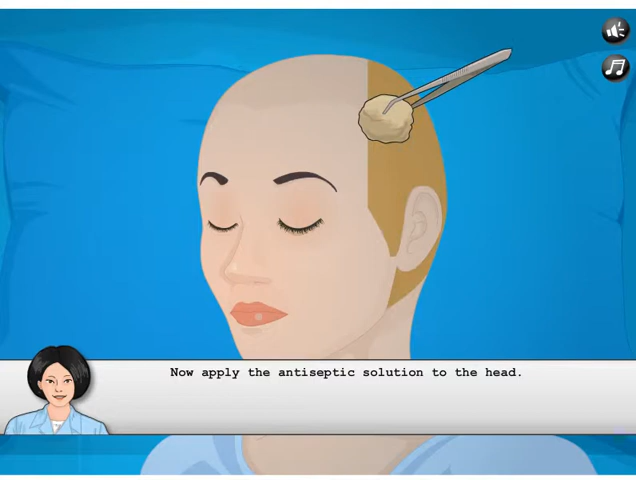 Now apply the antiseptic solution to the head.